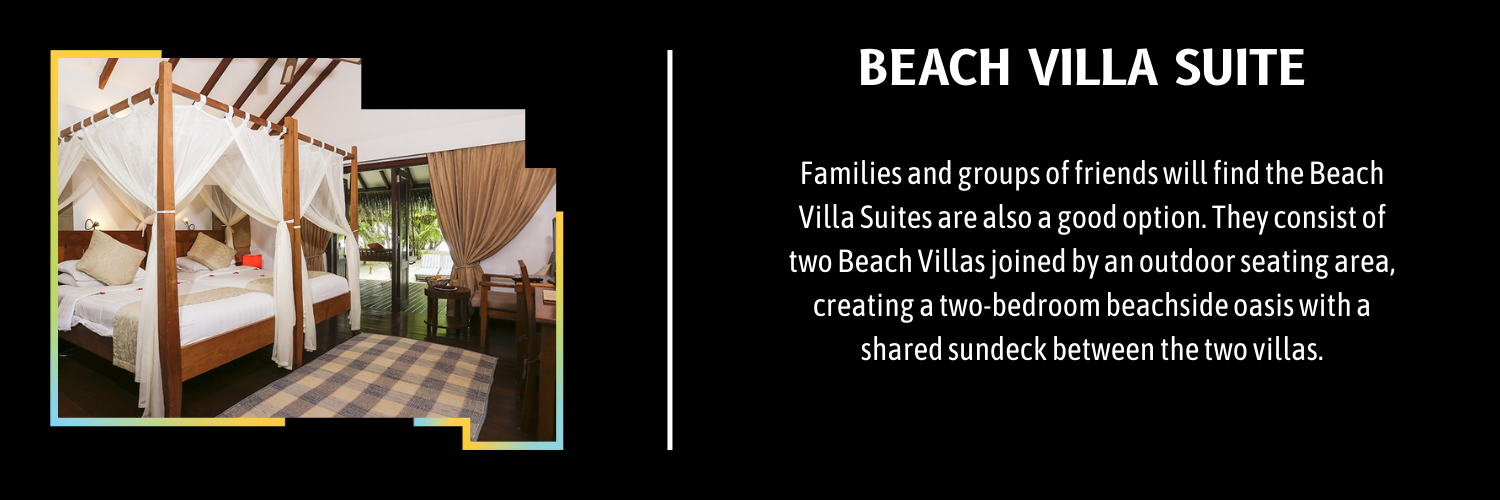 BEACH VILLA SUITE
Families and groups of friends will find the Beach
Villa Suites are also a good option. They consist of
two Beach Villas joined by an outdoor seating area,
creating a two-bedroom beachside oasis with a
shared sundeck between the two villas.